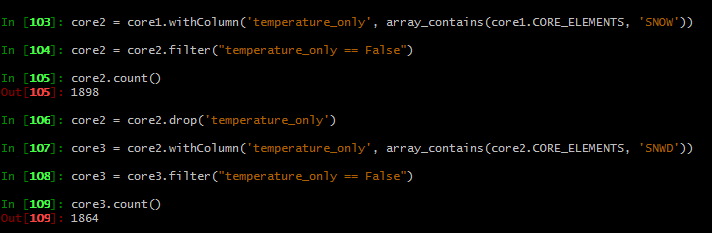 In [103]: core2 = core1.withColumn('temperature_only', array_contains(core1.CORE_ELEMENTS, 'SNOW'))
In [104]: core2 = core2.filter("temperature_only == False")
In [105]: core2.count()
Out[105]: 1898
In [106]: core2 = core2.drop('temperature_only')
In [107]: core3 = core2.withColumn('temperature_only', array_contains(core2.CORE_ELEMENTS, 'SNWD'))
In [108]: core3 = core3.filter("temperature_only == False")
In [109]: core3.count()
Out[109]: 1864